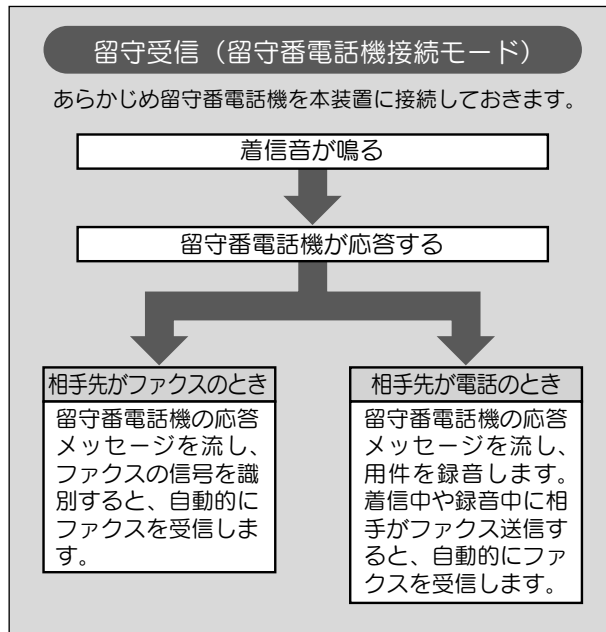 留守受信（留守番電話機接続モード）
あらかじめ留守番電話機を本装置に接続しておきます。
着信音が鳴る
留守番電話機が応答する
相手先がファクスのとき
留守番電話機の応答
メッセージを流し、
ファクスの信号を識
別すると、自動的に
ファクスを受信しま
す。
相手先が電話のとき
留守番電話機の応答
メッセージを流し、
用件を録音します。
着信中や録音中に相
手がファクス送信す
ると、自動的にファ
クスを受信します。